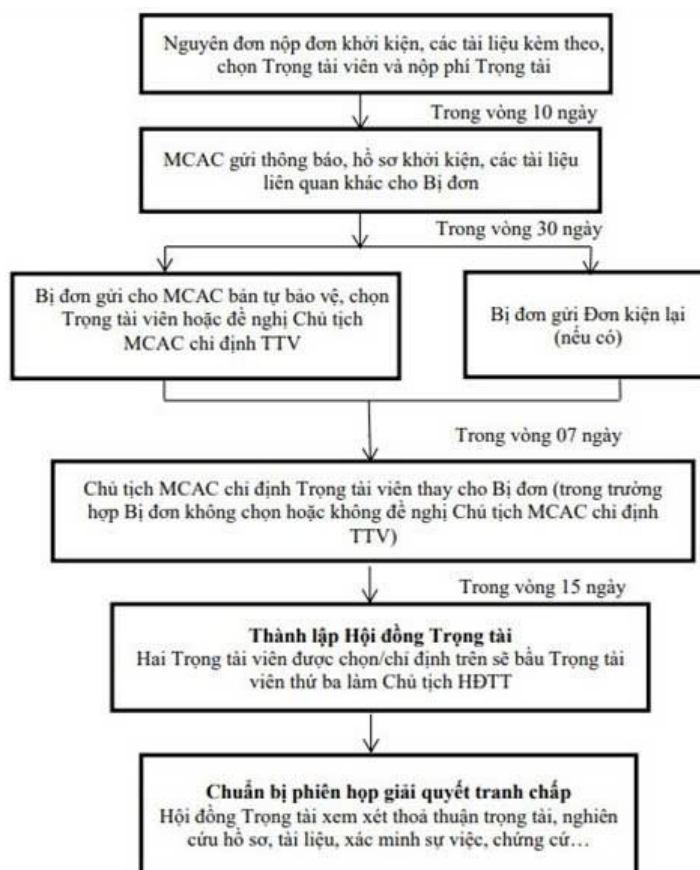 Nguyên đơn nộp đơn khởi kiện, các tài liệu kèm theo,
chọn Trọng tài viên và nộp phí Trọng tài
Trong vòng 10 ngày
MCAC gửi thông báo, hồ sơ khởi kiện, các tài liệu
liên quan khác cho Bị đơn
Trong vòng 30 ngày
Bị đơn gửi cho MCAC bản tự bảo vệ, chọn
Trọng tài viên hoặc đề nghị Chủ tịch
MCAC chỉ định TTV
Bị đơn gửi Đơn kiện lại
(nếu có)
Trong vòng 07 ngày
Chủ tịch MCAC chỉ định Trọng tài viên thay cho Bị đơn (trong trường
hợp Bị đơn không chọn hoặc không đề nghị Chủ tịch MCAC chỉ định
TTV)
Trong vòng 15 ngày
Thành lập Hội đồng Trọng tài
Hai Trọng tài viên được chọn/chỉ định trên sẽ bầu Trọng tài
viên thứ ba làm Chủ tịch HĐTT
Chuẩn bị phiên họp giải quyết tranh chấp
Hội đồng Trọng tài xem xét thoả thuận trọng tài, nghiên
cứu hồ sơ, tài liệu, xác minh sự việc, chứng cứ…